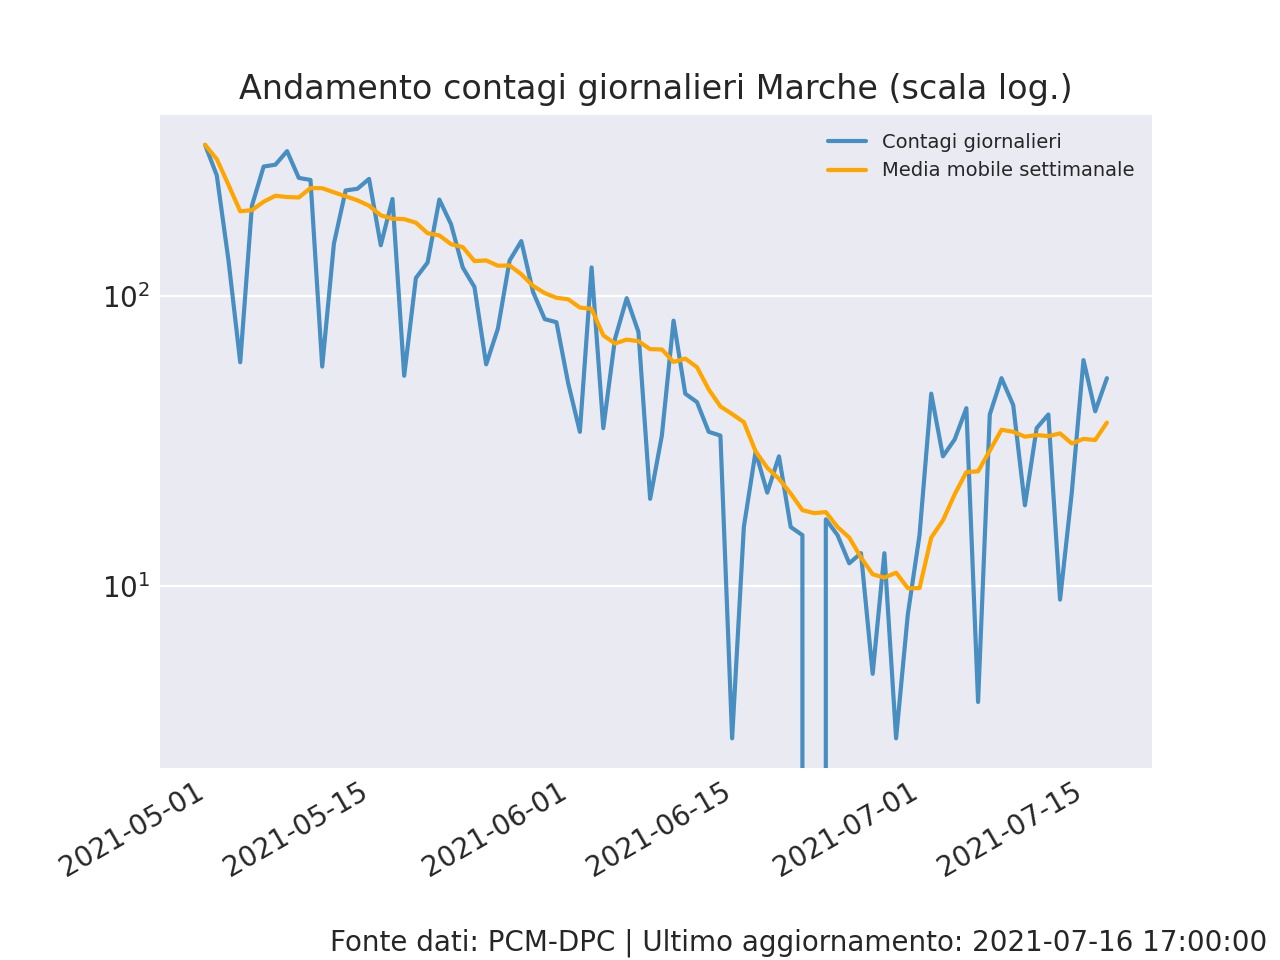 Andamento contagi giornalieri Marche (scala log.)
Contagi giornalieri
Media mobile settimanale
10²
10¹
2021-05-01
2021-05-15
2021-06-01
2021-06-15
2021-07-01
2021-07-15
Fonte dati: PCM-DPC | Ultimo aggiornamento: 2021-07-16 17:00:00